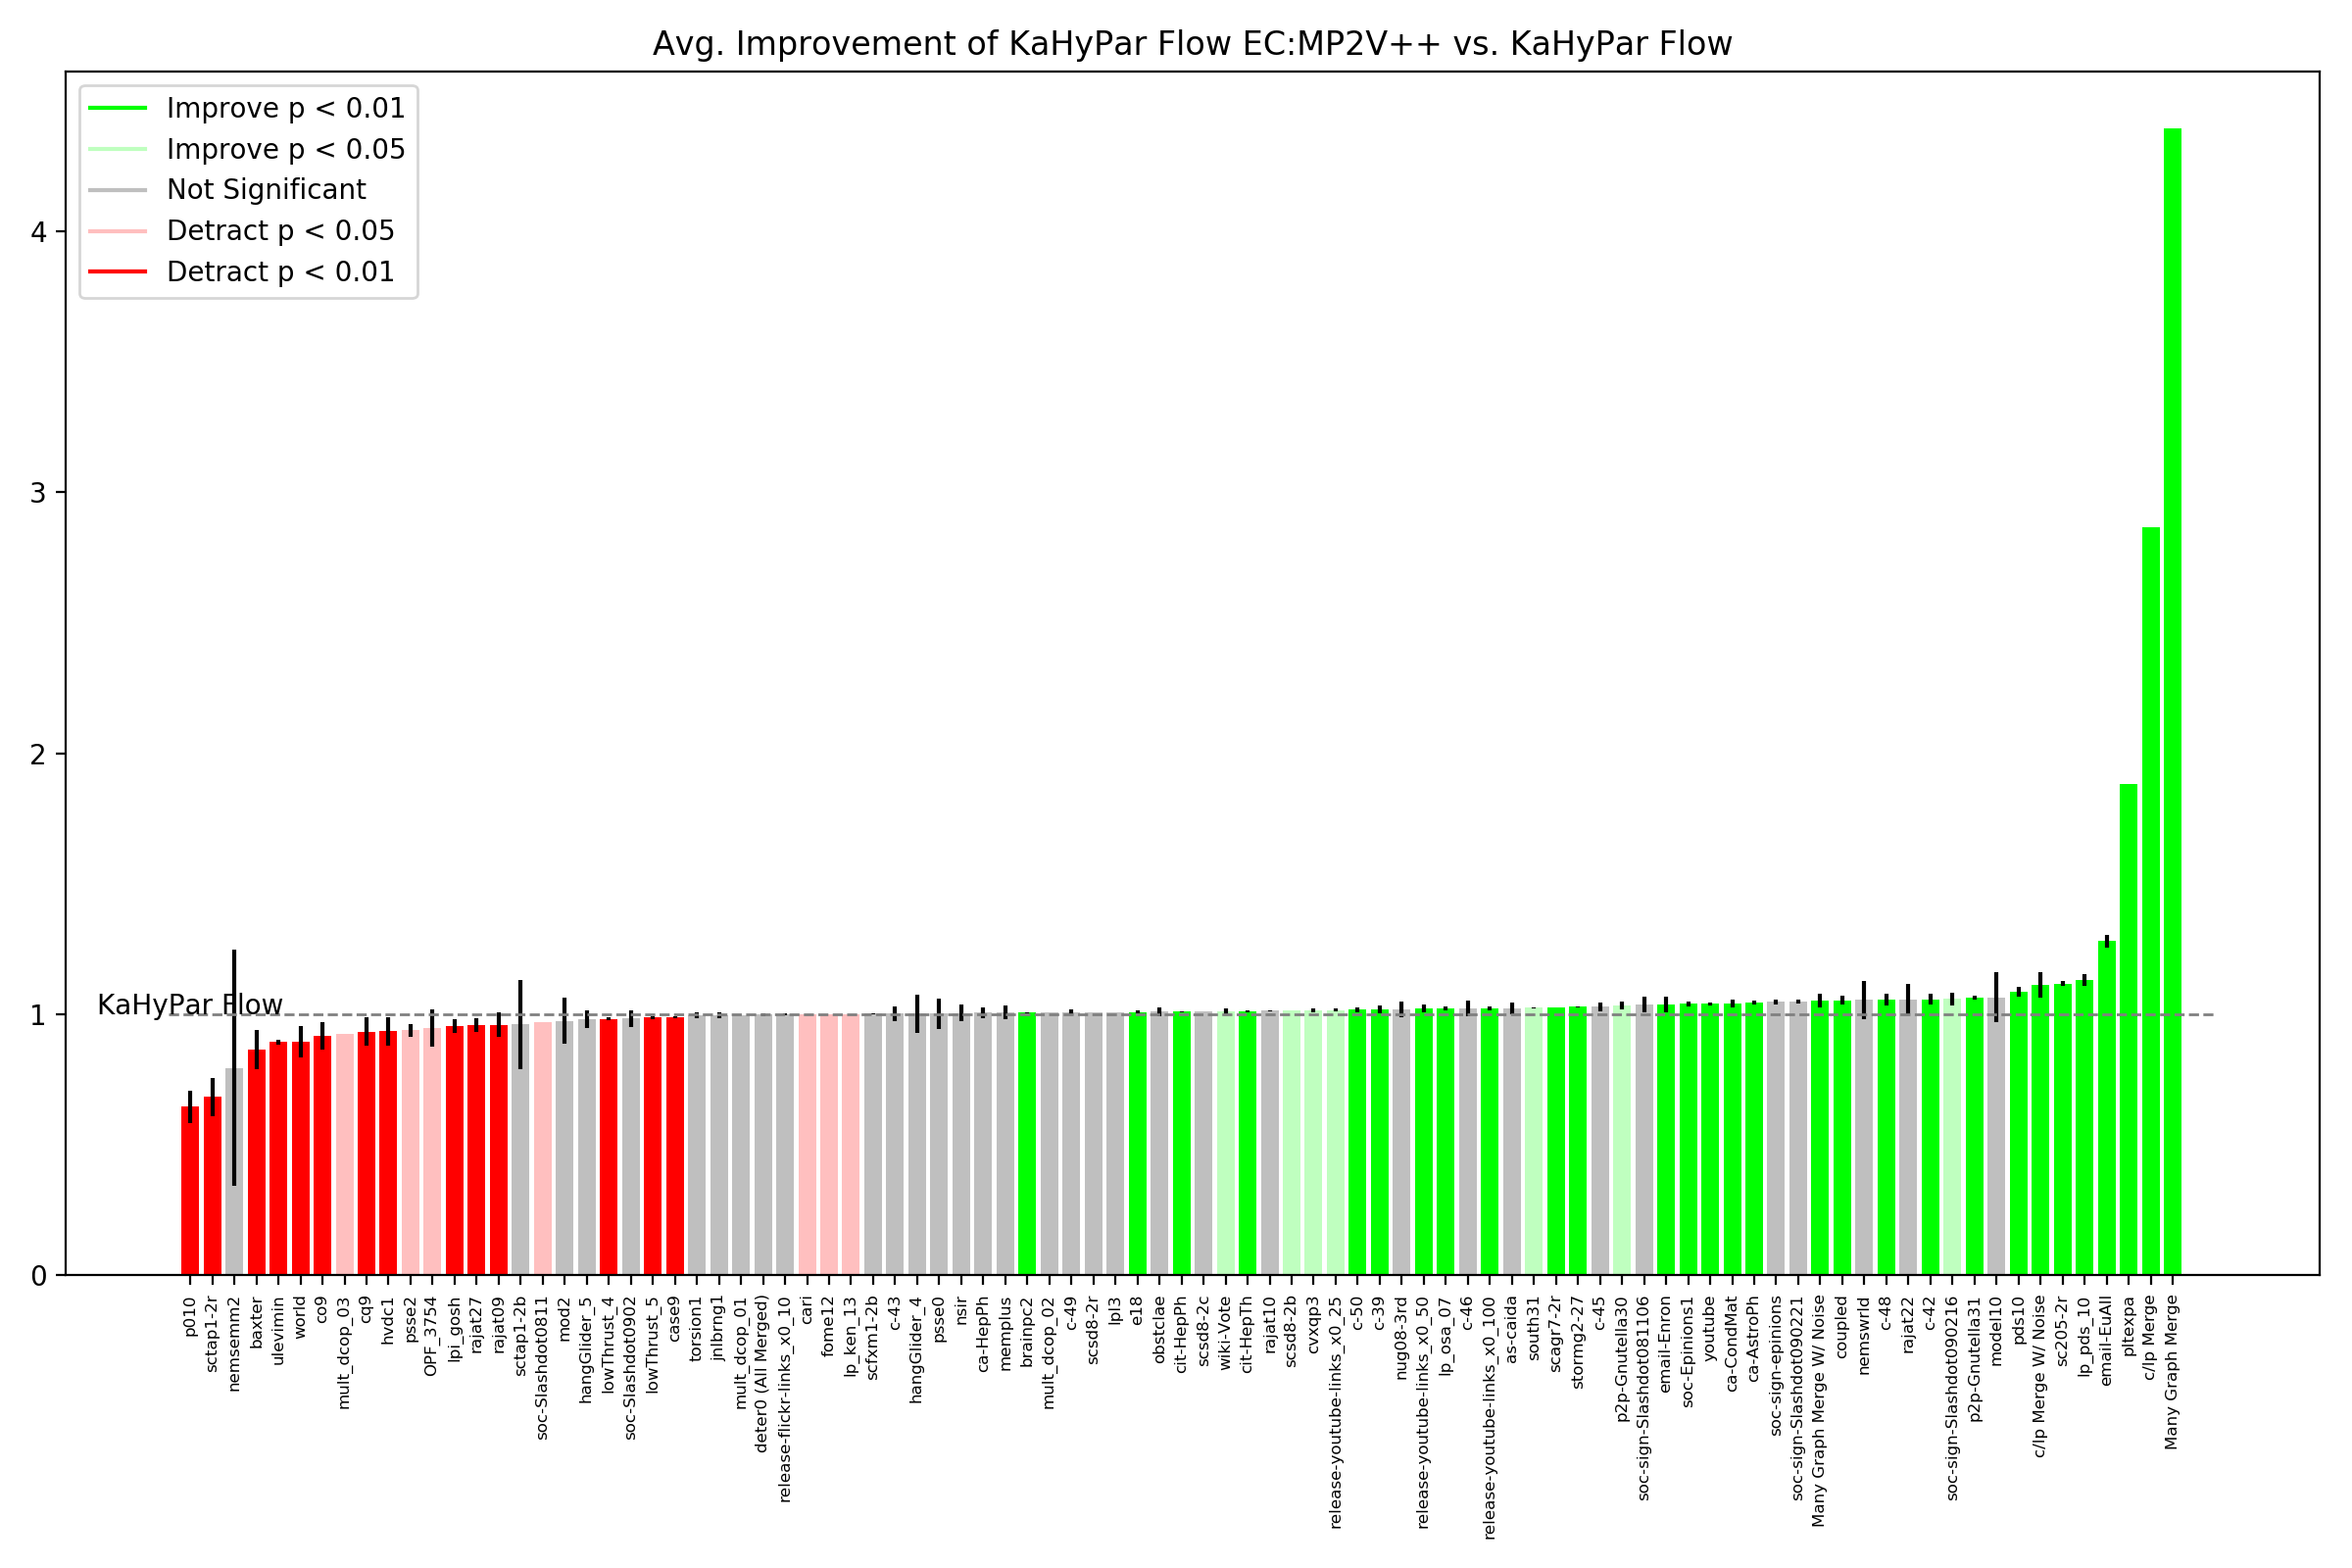 Avg. Improvement of KaHyPar Flow EC:MP2V++ vs. KaHyPar Flow
Improve p < 0.01
Improve p < 0.05
Not Significant
Detract p < 0.05
Detract p < 0.01
4
3
2
1
0
KaHyPar Flow
p010
sctap1-2r
nemsemm2
baxter
ulevimin
world
co9
mult_dcop_03
cq9
hvdc1
psse2
OPF_3754
lpi_gosh
rajat27
rajat09
sctap1-2b
soc-Slashdot0811
mod2
hangGlider_5
lowThrust_4
soc-Slashdot0902
lowThrust_5
case9
torsion1
jnlbrng1
mult_dcop_01
deter0 (All Merged)
release-flickr-links_x0_10
cari
fome12
lp_ken_13
scfxm1-2b
c-43
hangGlider_4
psse0
nsir
ca-HepPh
memplus
brainpc2
mult_dcop_02
c-49
scsd8-2r
lpl3
e18
obstclae
cit-HepPh
scsd8-2c
wiki-Vote
cit-HepTh
rajat10
scsd8-2b
cvxqp3
release-youtube-links_x0_25
c-50
c-39
nug08-3rd
release-youtube-links_x0_50
lp_osa_07
c-46
release-youtube-links_x0_100
as-caida
south31
scagr7-2r
stormg2-27
c-45
p2p-Gnutella30
soc-sign-Slashdot081106
email-Enron
soc-Epinions1
youtube
ca-CondMat
ca-AstroPh
soc-sign-epinions
soc-sign-Slashdot090221
Many Graph Merge W/ Noise
coupled
nemswrld
c-48
rajat22
c-42
soc-sign-Slashdot090216
p2p-Gnutella31
model10
pds10
c/lp Merge W/ Noise
sc205-2r
lp_pds_10
email-EuAll
pltexpa
c/lp Merge
Many Graph Merge